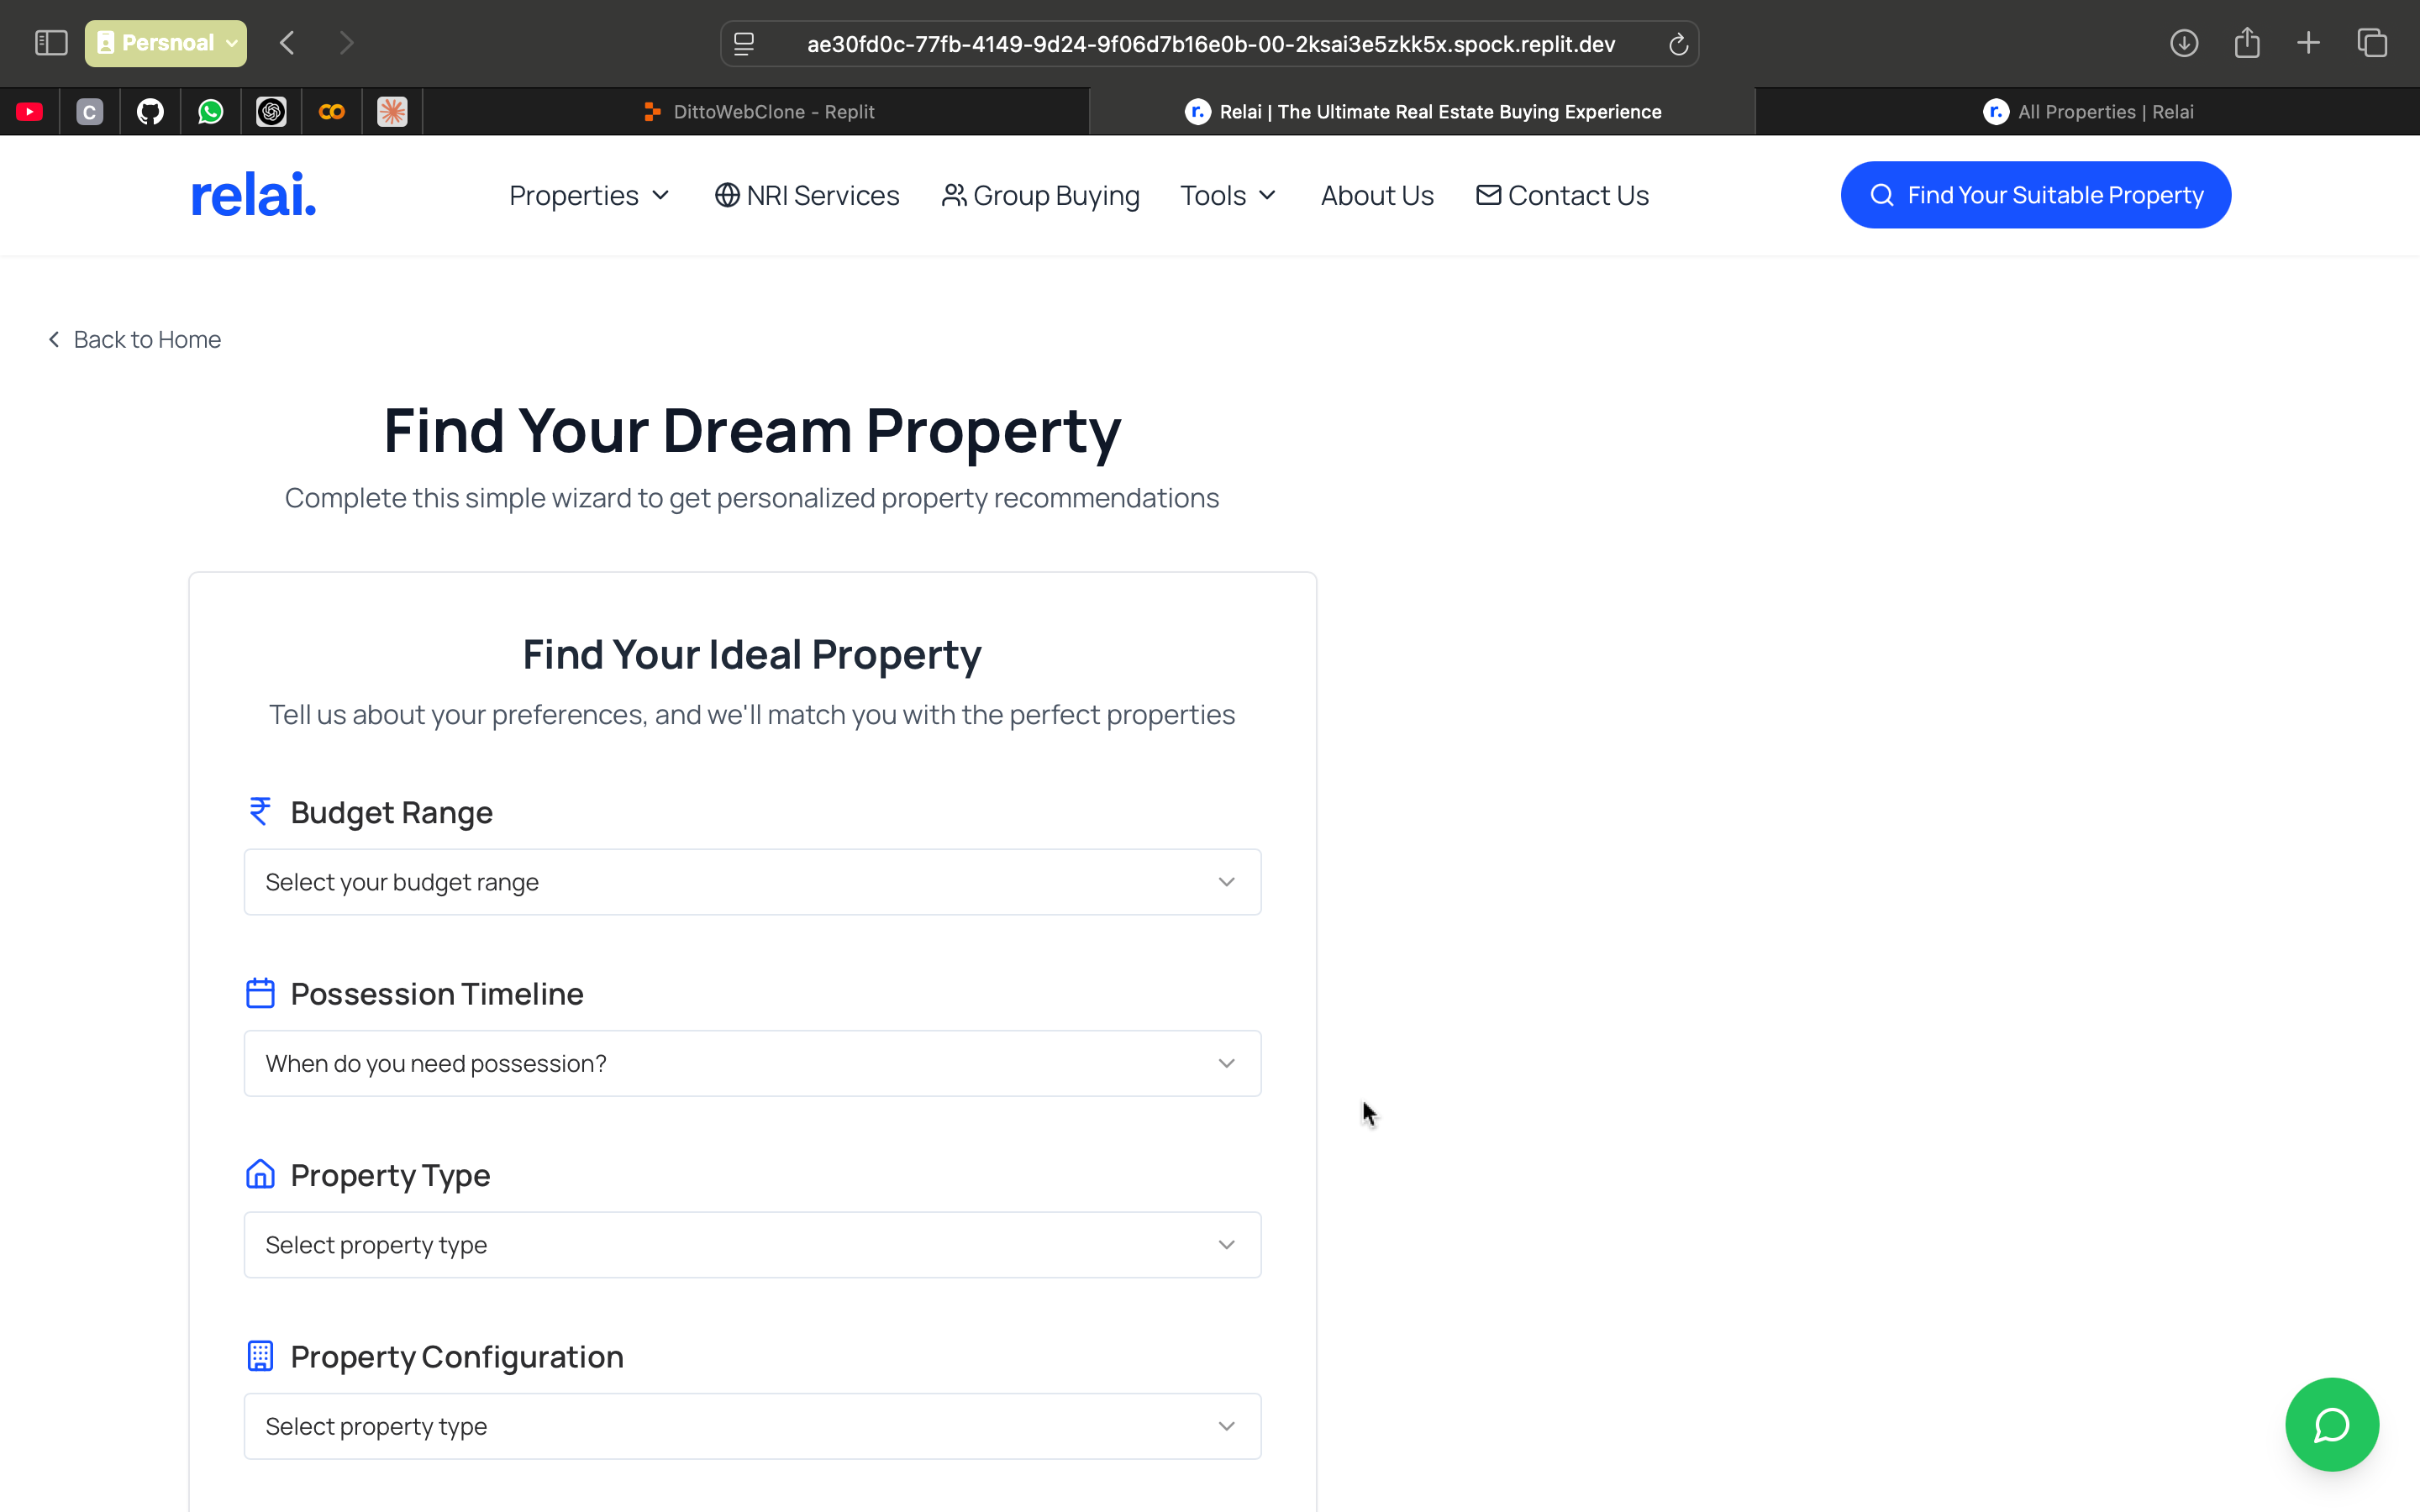 Persnoal
ae30fd0c-77fb-4149-9d24-9f06d7b16e0b-00-2ksai3e5zkk5x.spock.replit.dev
C
DittoWebClone - Replit
r. Relai | The Ultimate Real Estate Buying Experience
r. All Properties | Relai
relai.
Properties
NRI Services
Group Buying
Tools
About Us
Contact Us
Find Your Suitable Property
Back to Home
Find Your Dream Property
Complete this simple wizard to get personalized property recommendations
Find Your Ideal Property
Tell us about your preferences, and we'll match you with the perfect properties
₹ Budget Range
Select your budget range
Possession Timeline
When do you need possession?
Property Type
Select property type
Property Configuration
Select property type